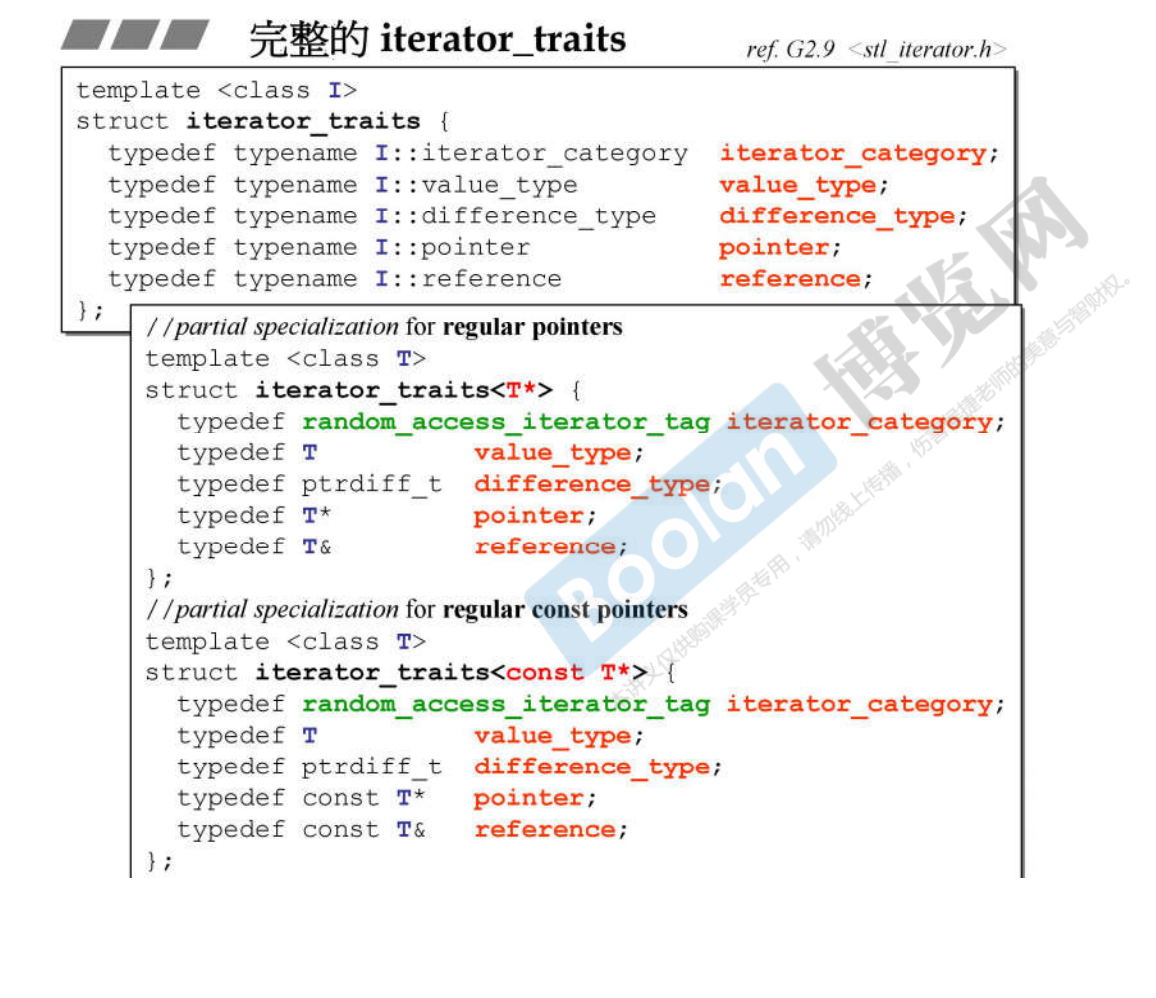 完整的 iterator_traits
ref. G2.9 <stl_iterator.h>
template <class I>
struct iterator_traits {
typedef typename I::iterator_category iterator_category;
typedef typename I::value_type value_type;
typedef typename I::difference_type difference_type;
typedef typename I::pointer pointer;
typedef typename I::reference reference;
};
//partial specialization for regular pointers
template <class T>
struct iterator_traits<T*> {
typedef random_access_iterator_tag iterator_category;
typedef T value_type;
typedef ptrdiff_t difference_type;
typedef T* pointer;
typedef T& reference;
};
//partial specialization for regular const pointers
template <class T>
struct iterator_traits<const T*> {
typedef random_access_iterator_tag iterator_category;
typedef T value_type;
typedef ptrdiff_t difference_type;
typedef const T* pointer;
typedef const T& reference;
};
Boolan 博览网
本讲义仅供购课学员专用，请勿线上传播，伤害侯捷老师的美意与智财权。